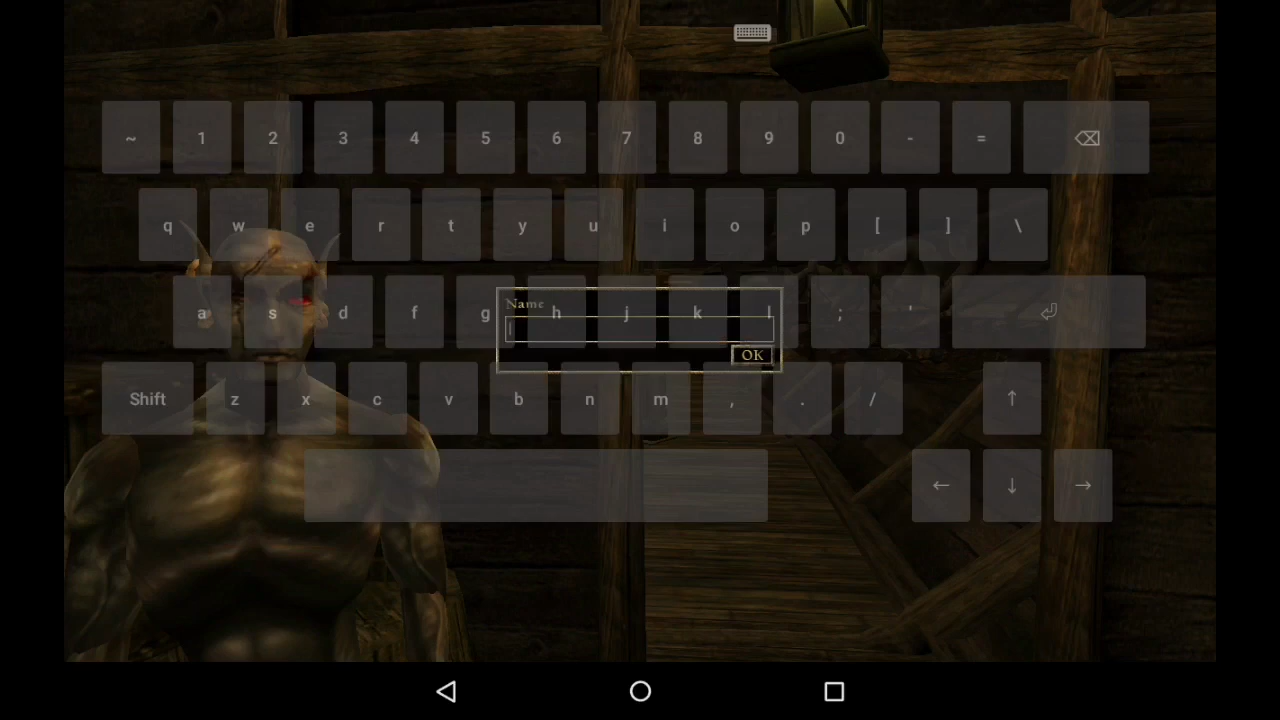 ~ 1 2 3 4 5 6 7 8 9 0 - = ⌫
q w e r t y u i o p [ ] \
Name
a s d f g h j k l ; ' ⏎
OK
Shift z x c v b n m , . / ↑
← ↓ →